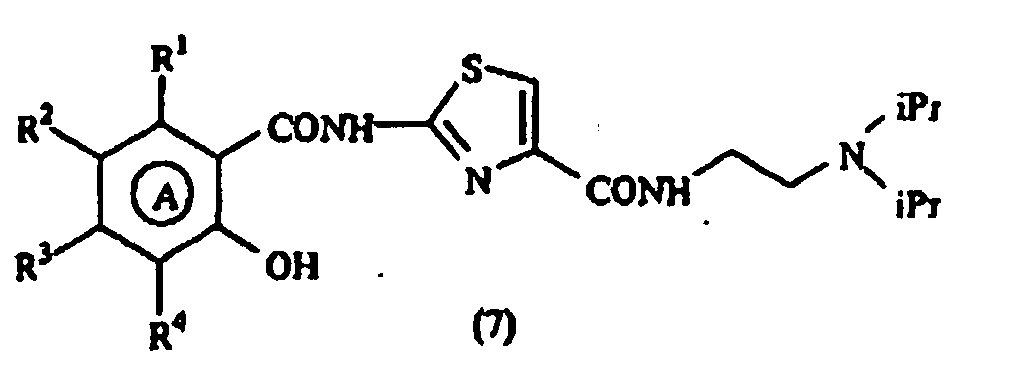 R¹
R²
R³
R⁴
A
OH
CONH
S
N
CONH
N
iPr
iPr
(7)